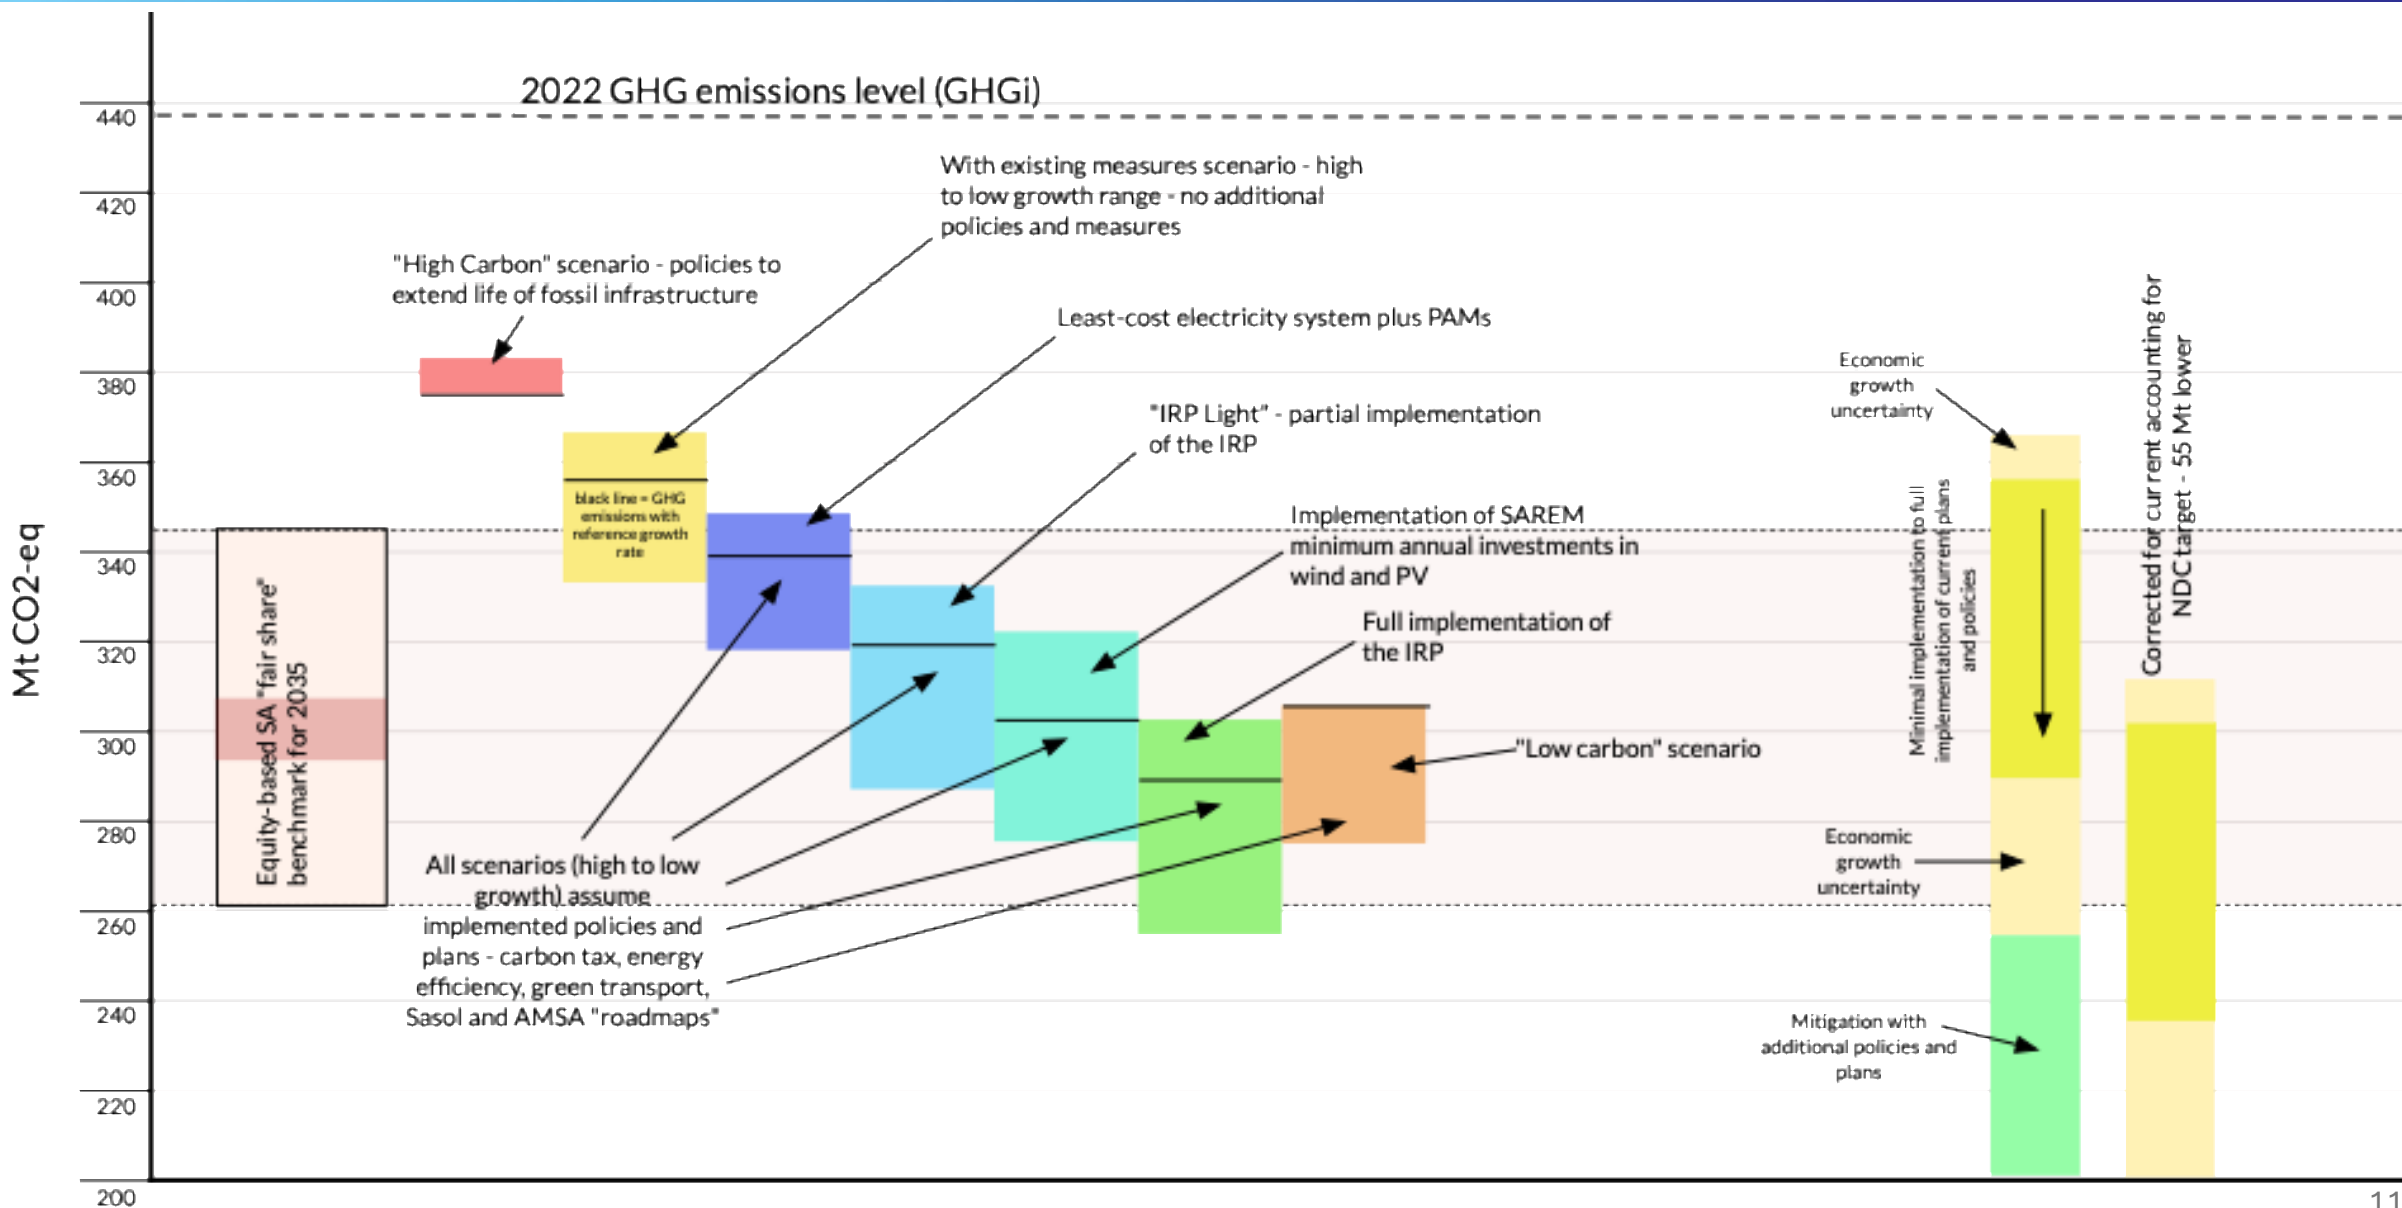 2022 GHG emissions level (GHGi)
440
420
400
380
360
340
320
300
280
260
240
220
200
Mt CO2-eq
With existing measures scenario - high
to low growth range - no additional
policies and measures
"High Carbon" scenario - policies to
extend life of fossil infrastructure
Least-cost electricity system plus PAMs
"IRP Light" - partial implementation
of the IRP
black line = GHG
emissions with
reference growth
rate
Implementation of SAREM
minimum annual investments in
wind and PV
Full implementation of
the IRP
"Low carbon" scenario
Equity-based SA "fair share"
benchmark for 2035
All scenarios (high to low
growth) assume
implemented policies and
plans - carbon tax, energy
efficiency, green transport,
Sasol and AMSA "roadmaps"
Economic
growth
uncertainty
Minimal implementation to full
implementation of current plans
and policies
Economic
growth
uncertainty
Mitigation with
additional policies and
plans
Corrected for current accounting for
NDC target - 55 Mt lower
11